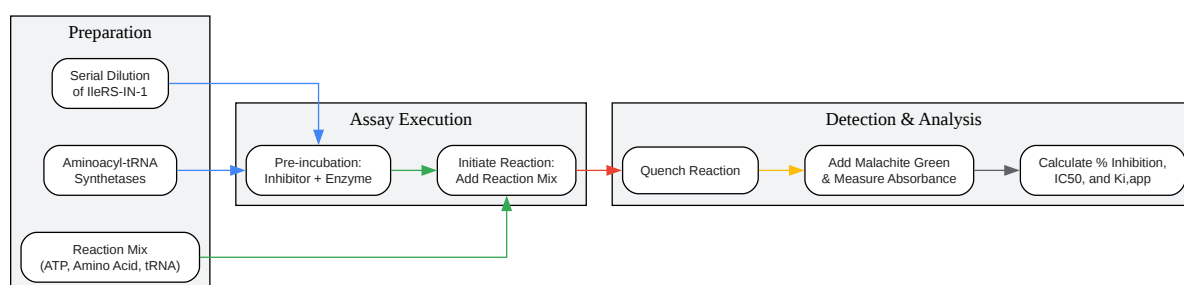 Preparation
Serial Dilution
of IleRS-IN-1
Aminoacyl-tRNA
Synthetases
Reaction Mix
(ATP, Amino Acid, tRNA)
Assay Execution
Pre-incubation:
Inhibitor + Enzyme
Initiate Reaction:
Add Reaction Mix
Detection & Analysis
Quench Reaction
Add Malachite Green
& Measure Absorbance
Calculate % Inhibition,
IC50, and Ki,app